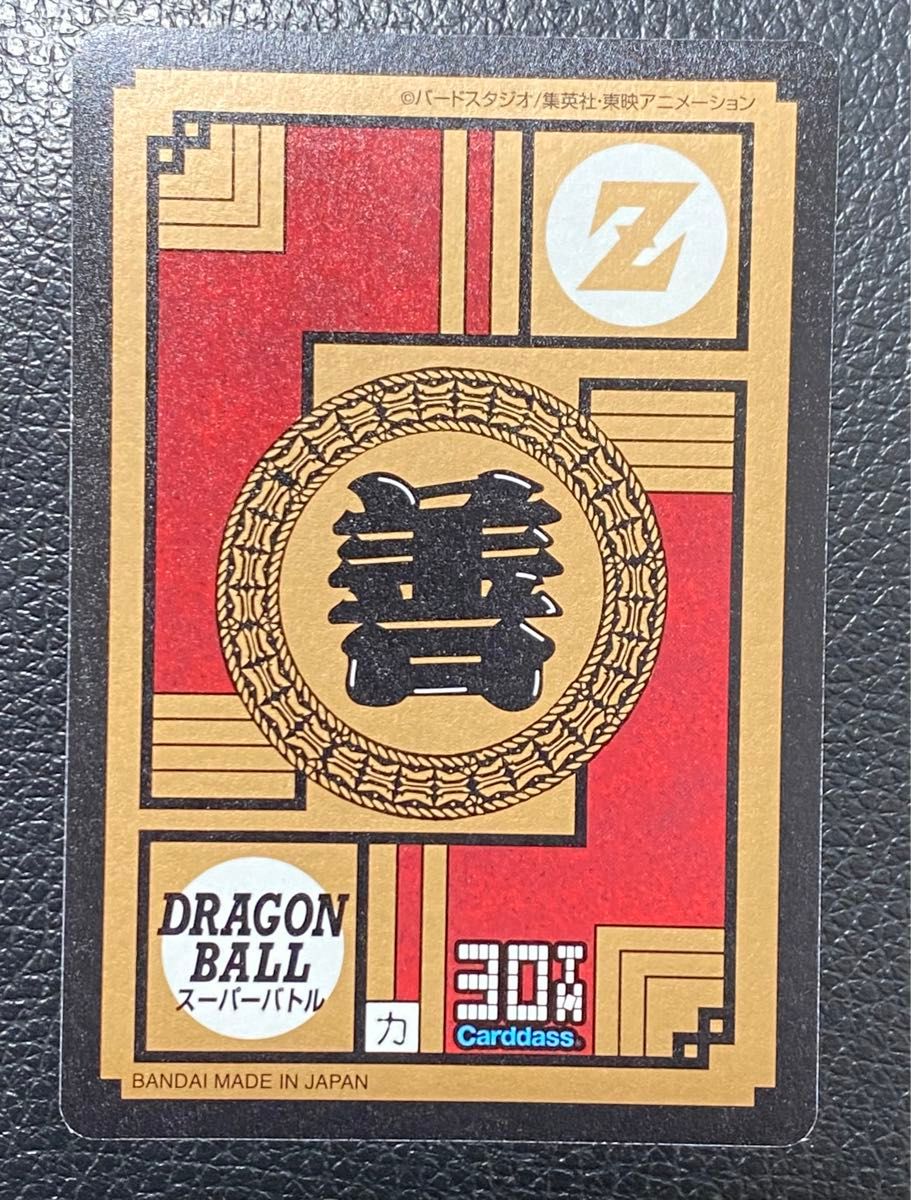 ©バードスタジオ/集英社・東映アニメーション
Z
善
DRAGON
BALL
スーパーバトル
力
30TH
Carddass
BANDAI MADE IN JAPAN